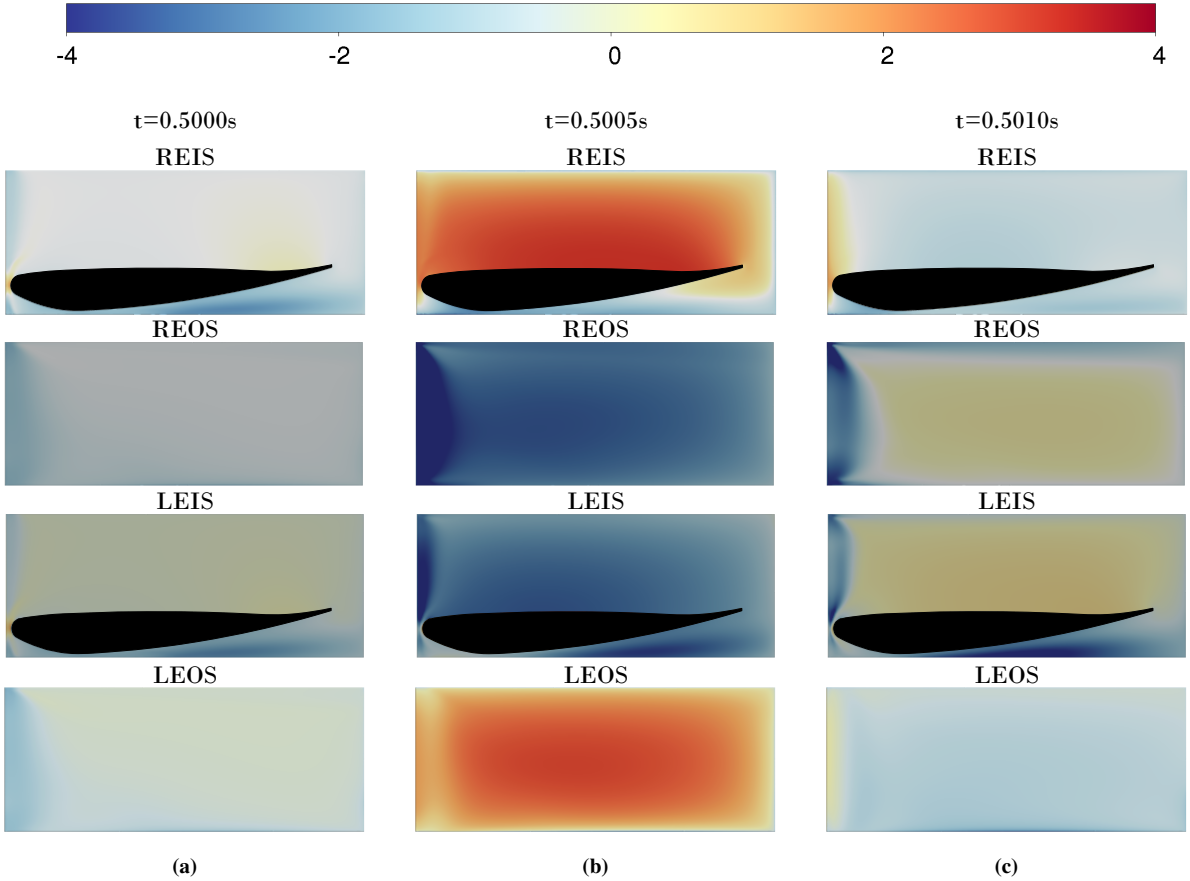 -4 -2 0 2 4
t=0.5000s t=0.5005s t=0.5010s
REIS REIS REIS
REOS REOS REOS
LEIS LEIS LEIS
LEOS LEOS LEOS
(a) (b) (c)